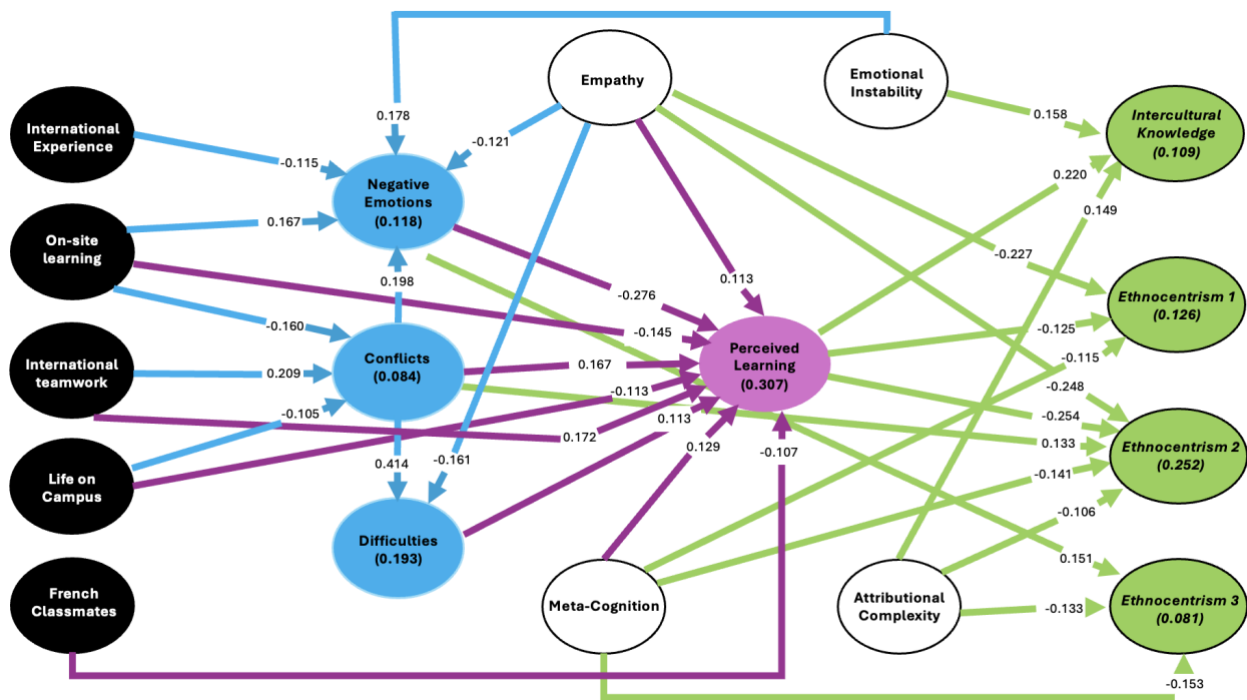 Empathy
Emotional
Instability
International
Experience
Intercultural
Knowledge
(0.109)
0.178
-0.121
0.158
-0.115
Negative
Emotions
(0.118)
0.220
0.149
0.167
On-site
learning
-0.227
0.198
0.113
-0.276
Ethnocentrism 1
(0.126)
-0.160
-0.145
-0.125
Conflicts
(0.084)
Perceived
Learning
(0.307)
-0.115
International
teamwork
0.209
0.167
-0.248
-0.113
-0.105
0.113
-0.254
0.172
0.129
-0.107
0.133
Ethnocentrism 2
(0.252)
0.414
-0.161
-0.141
Life on
Campus
-0.106
Difficulties
(0.193)
0.151
French
Classmates
Meta-Cognition
Attributional
Complexity
-0.133
Ethnocentrism 3
(0.081)
-0.153